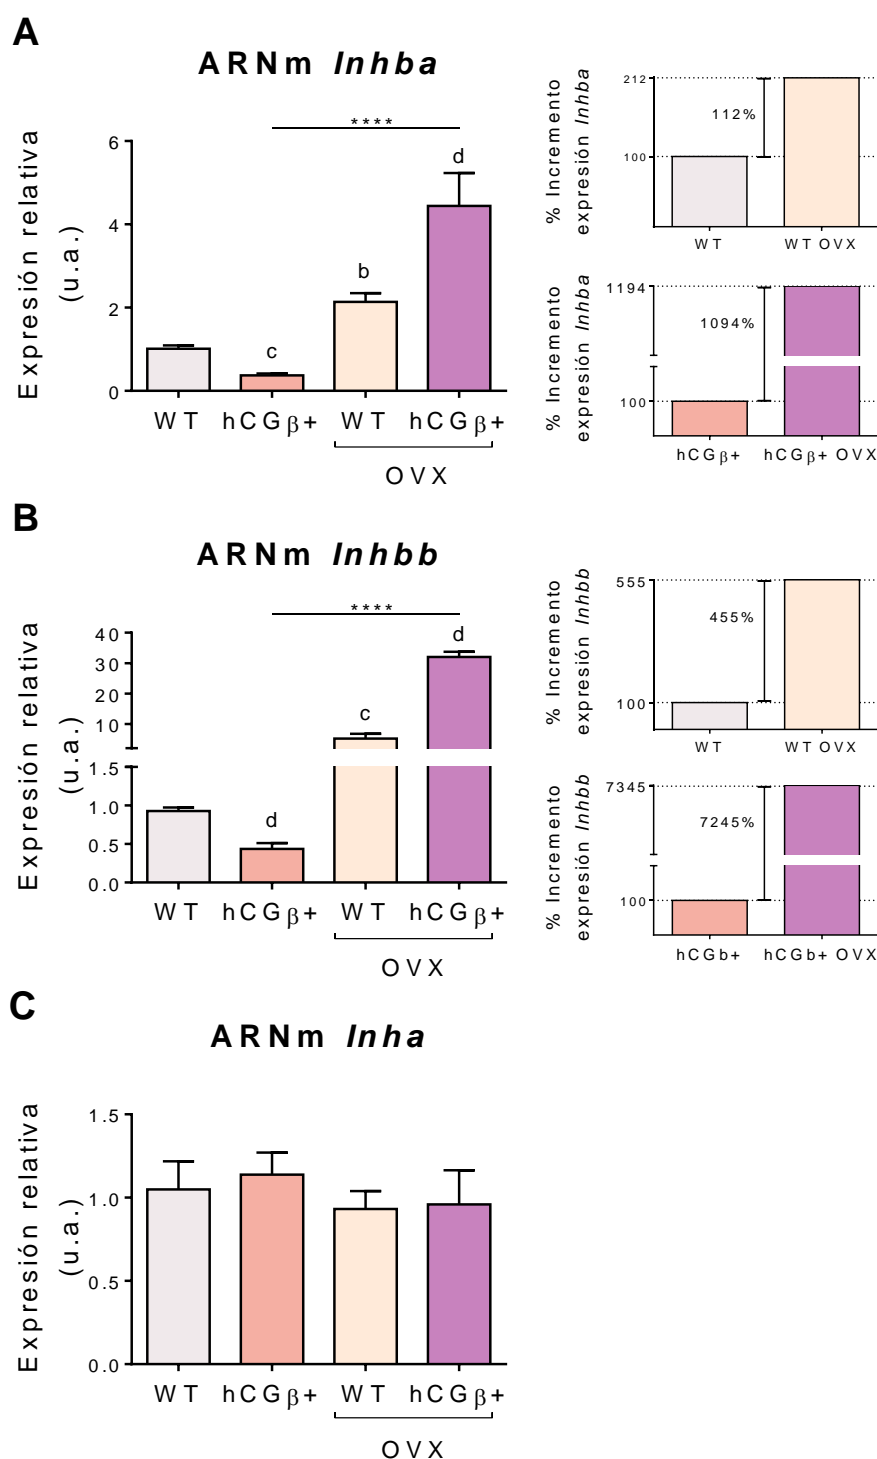 A
ARNm Inhba
Expresión relativa
(u.a.)
6
4
2
0
****
c
b
d
WT
hCGβ+
WT
hCGβ+
OVX
% Incremento
expresión Inhba
212
100
112%
WT
WT OVX
% Incremento
expresión Inhba
1194
100
1094%
hCGβ+
hCGβ+ OVX
B
ARNm Inhbb
Expresión relativa
(u.a.)
40
30
20
10
1.5
1.0
0.5
0.0
****
d
c
d
WT
hCGβ+
WT
hCGβ+
OVX
% Incremento
expresión Inhbb
555
100
455%
WT
WT OVX
% Incremento
expresión Inhbb
7345
100
7245%
hCGb+
hCGb+ OVX
C
ARNm Inha
Expresión relativa
(u.a.)
1.5
1.0
0.5
0.0
WT
hCGβ+
WT
hCGβ+
OVX